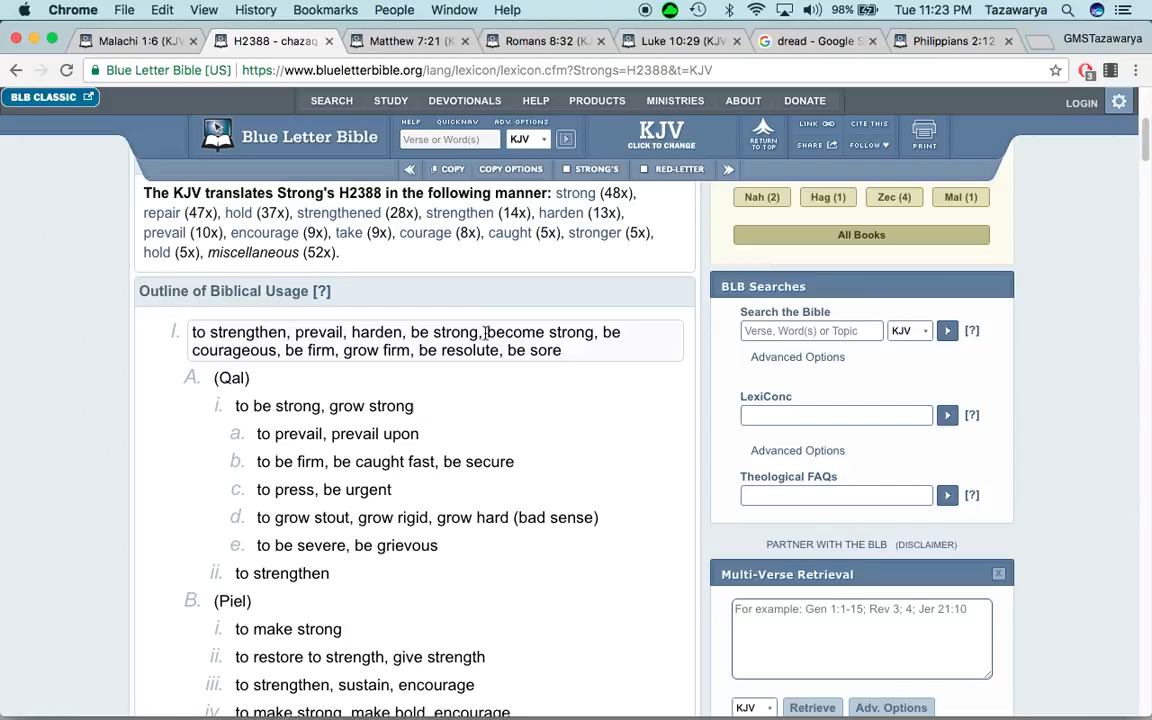 Chrome File Edit View History Bookmarks People Window Help 98% Tue 11:23 PM Tazawarya
Malachi 1:6 (KJV H2388 - chazaq Matthew 7:21 (KJ Romans 8:32 (KJV Luke 10:29 (KJV dread - Google S Philippians 2:12 GMSTazawarya
Blue Letter Bible [US] https://www.blueletterbible.org/lang/lexicon/lexicon.cfm?Strongs=H2388&t=KJV 3
BLB CLASSIC SEARCH STUDY DEVOTIONALS HELP PRODUCTS MINISTRIES ABOUT DONATE LOGIN
HELP QUICKNAV ADV. OPTIONS
Blue Letter Bible Verse or Word(s) KJV
KJV
CLICK TO CHANGE
RETURN TO TOP
LINK CITE THIS
SHARE FOLLOW
PRINT
COPY COPY OPTIONS STRONG'S RED-LETTER
The KJV translates Strong's H2388 in the following manner: strong (48x),
repair (47x), hold (37x), strengthened (28x), strengthen (14x), harden (13x),
prevail (10x), encourage (9x), take (9x), courage (8x), caught (5x), stronger (5x),
hold (5x), miscellaneous (52x).
Outline of Biblical Usage [?]
I. to strengthen, prevail, harden, be strong, become strong, be
courageous, be firm, grow firm, be resolute, be sore
A. (Qal)
i. to be strong, grow strong
a. to prevail, prevail upon
b. to be firm, be caught fast, be secure
c. to press, be urgent
d. to grow stout, grow rigid, grow hard (bad sense)
e. to be severe, be grievous
ii. to strengthen
B. (Piel)
i. to make strong
ii. to restore to strength, give strength
iii. to strengthen, sustain, encourage
iv. to make strong, make bold, encourage
Nah (2) Hag (1) Zec (4) Mal (1)
All Books
BLB Searches
Search the Bible
Verse, Word(s) or Topic KJV [?]
Advanced Options
LexiConc
[?]
Advanced Options
Theological FAQs
[?]
PARTNER WITH THE BLB (DISCLAIMER)
Multi-Verse Retrieval x
For example: Gen 1:1-15; Rev 3; 4; Jer 21:10
KJV Retrieve Adv. Options